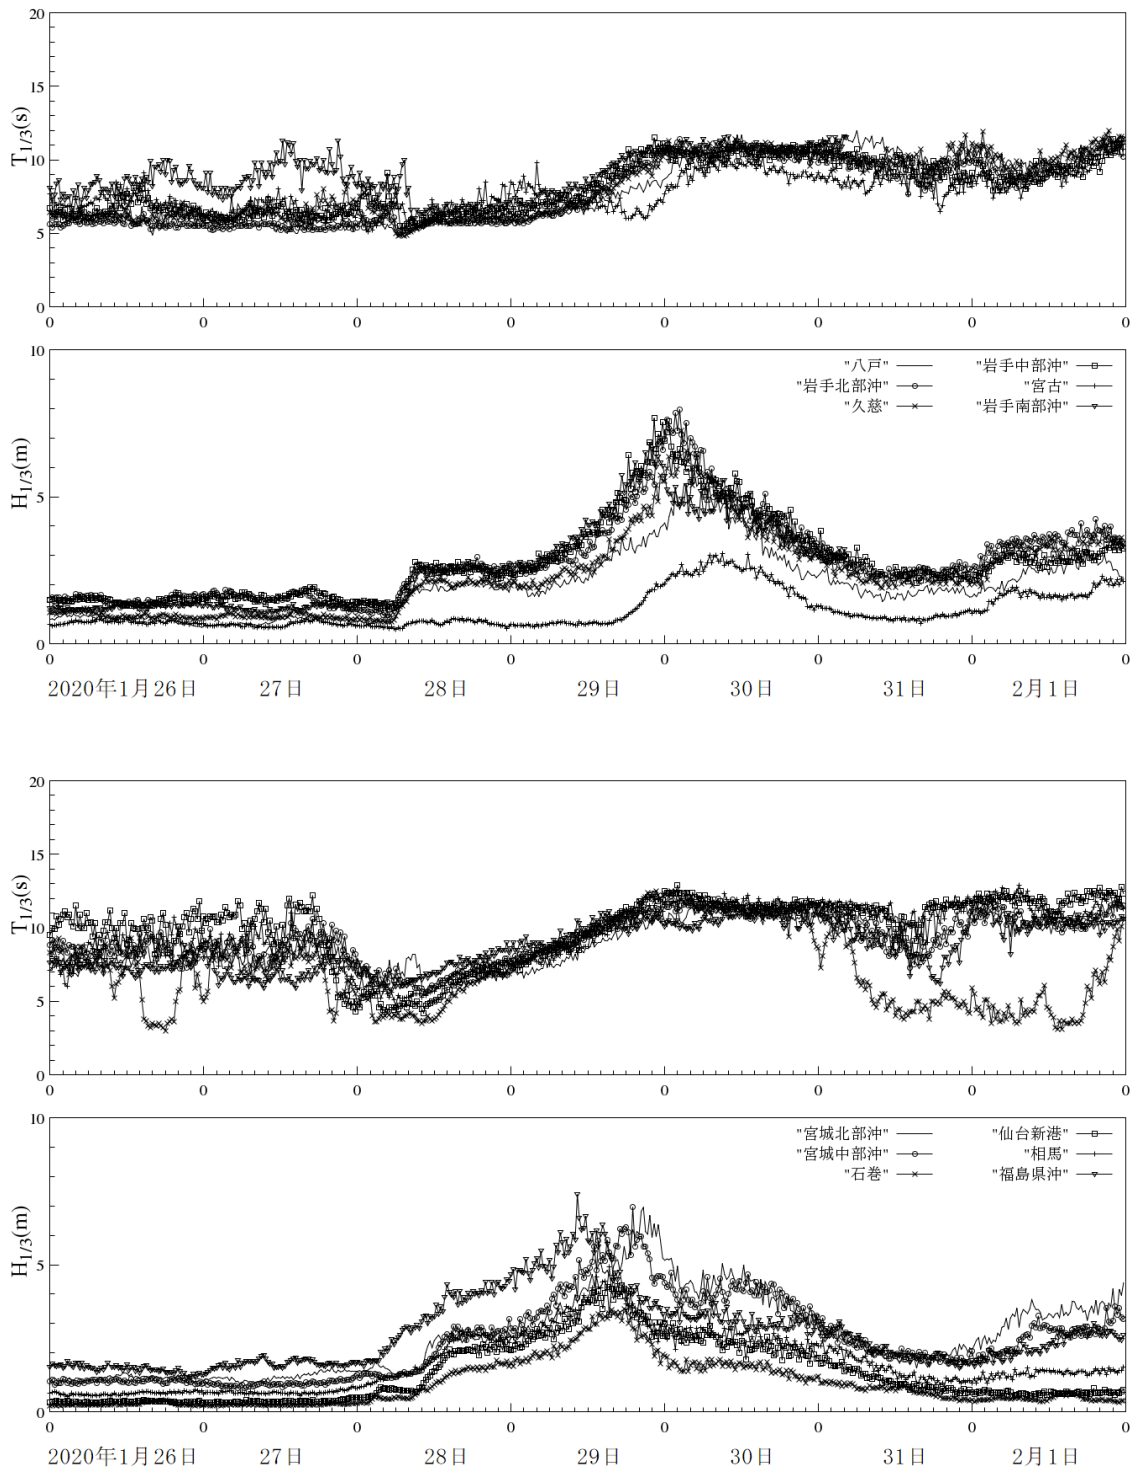 20
15
10
5
0
T1/3(s)
0 0 0 0 0 0 0 0
10
5
0
H1/3(m)
"八戸" "岩手中部沖"
"岩手北部沖" "宮古"
"久慈" "岩手南部沖"
0 0 0 0 0 0 0 0
2020年1月26日 27日 28日 29日 30日 31日 2月1日
20
15
10
5
0
T1/3(s)
0 0 0 0 0 0 0 0
10
5
0
H1/3(m)
"宮城北部沖" "仙台新港"
"宮城中部沖" "相馬"
"石巻" "福島県沖"
0 0 0 0 0 0 0 0
2020年1月26日 27日 28日 29日 30日 31日 2月1日